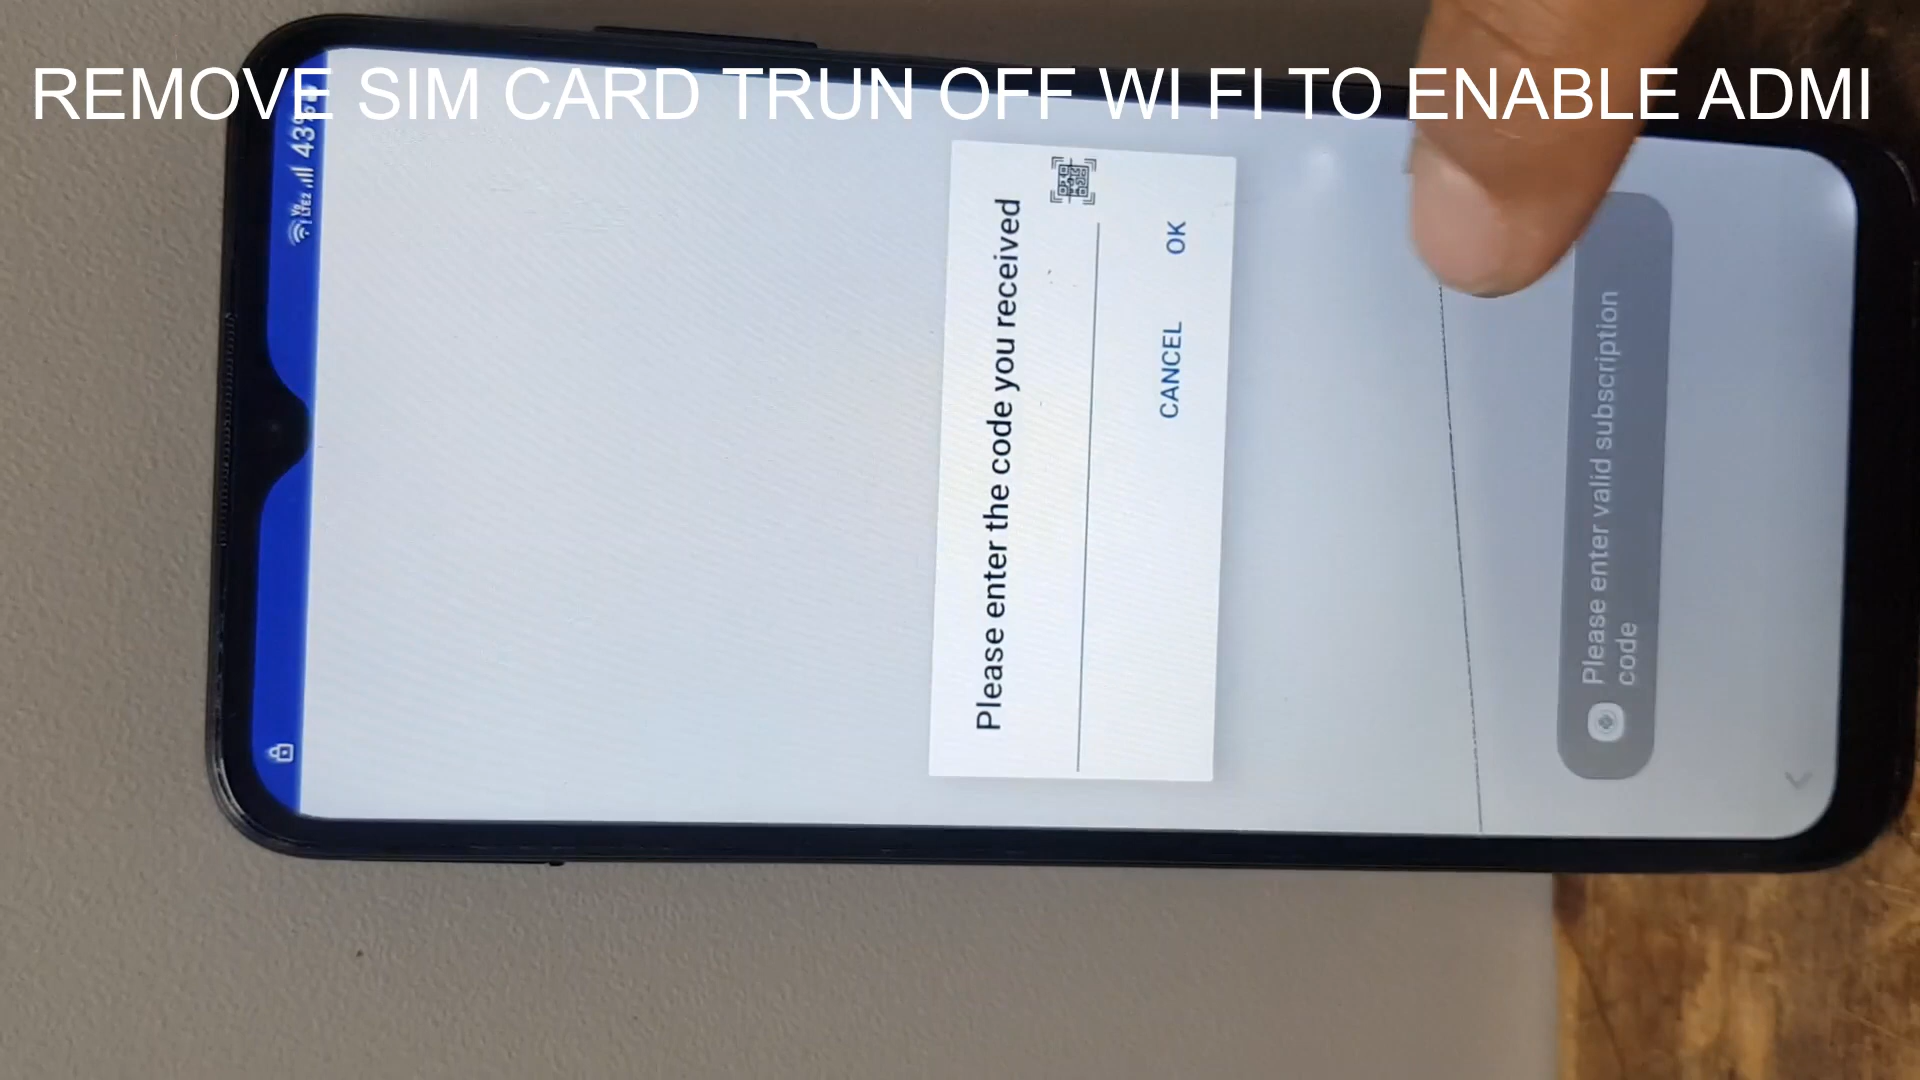 REMOVE SIM CARD TRUN OFF WI FI TO ENABLE ADMI
43%
Please enter the code you received
CANCEL
OK
Please enter valid subscription
code